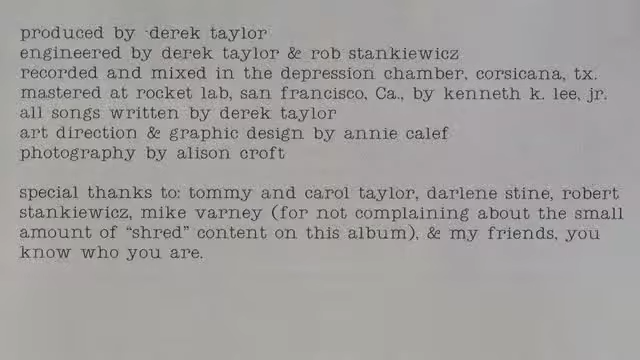 produced by derek taylor
engineered by derek taylor & rob stankiewicz
recorded and mixed in the depression chamber, corsicana, tx.
mastered at rocket lab, san francisco, Ca., by kenneth k. lee, jr.
all songs written by derek taylor
art direction & graphic design by annie calef
photography by alison croft
special thanks to: tommy and carol taylor, darlene stine, robert
stankiewicz, mike varney (for not complaining about the small
amount of “shred” content on this album), & my friends, you
know who you are.